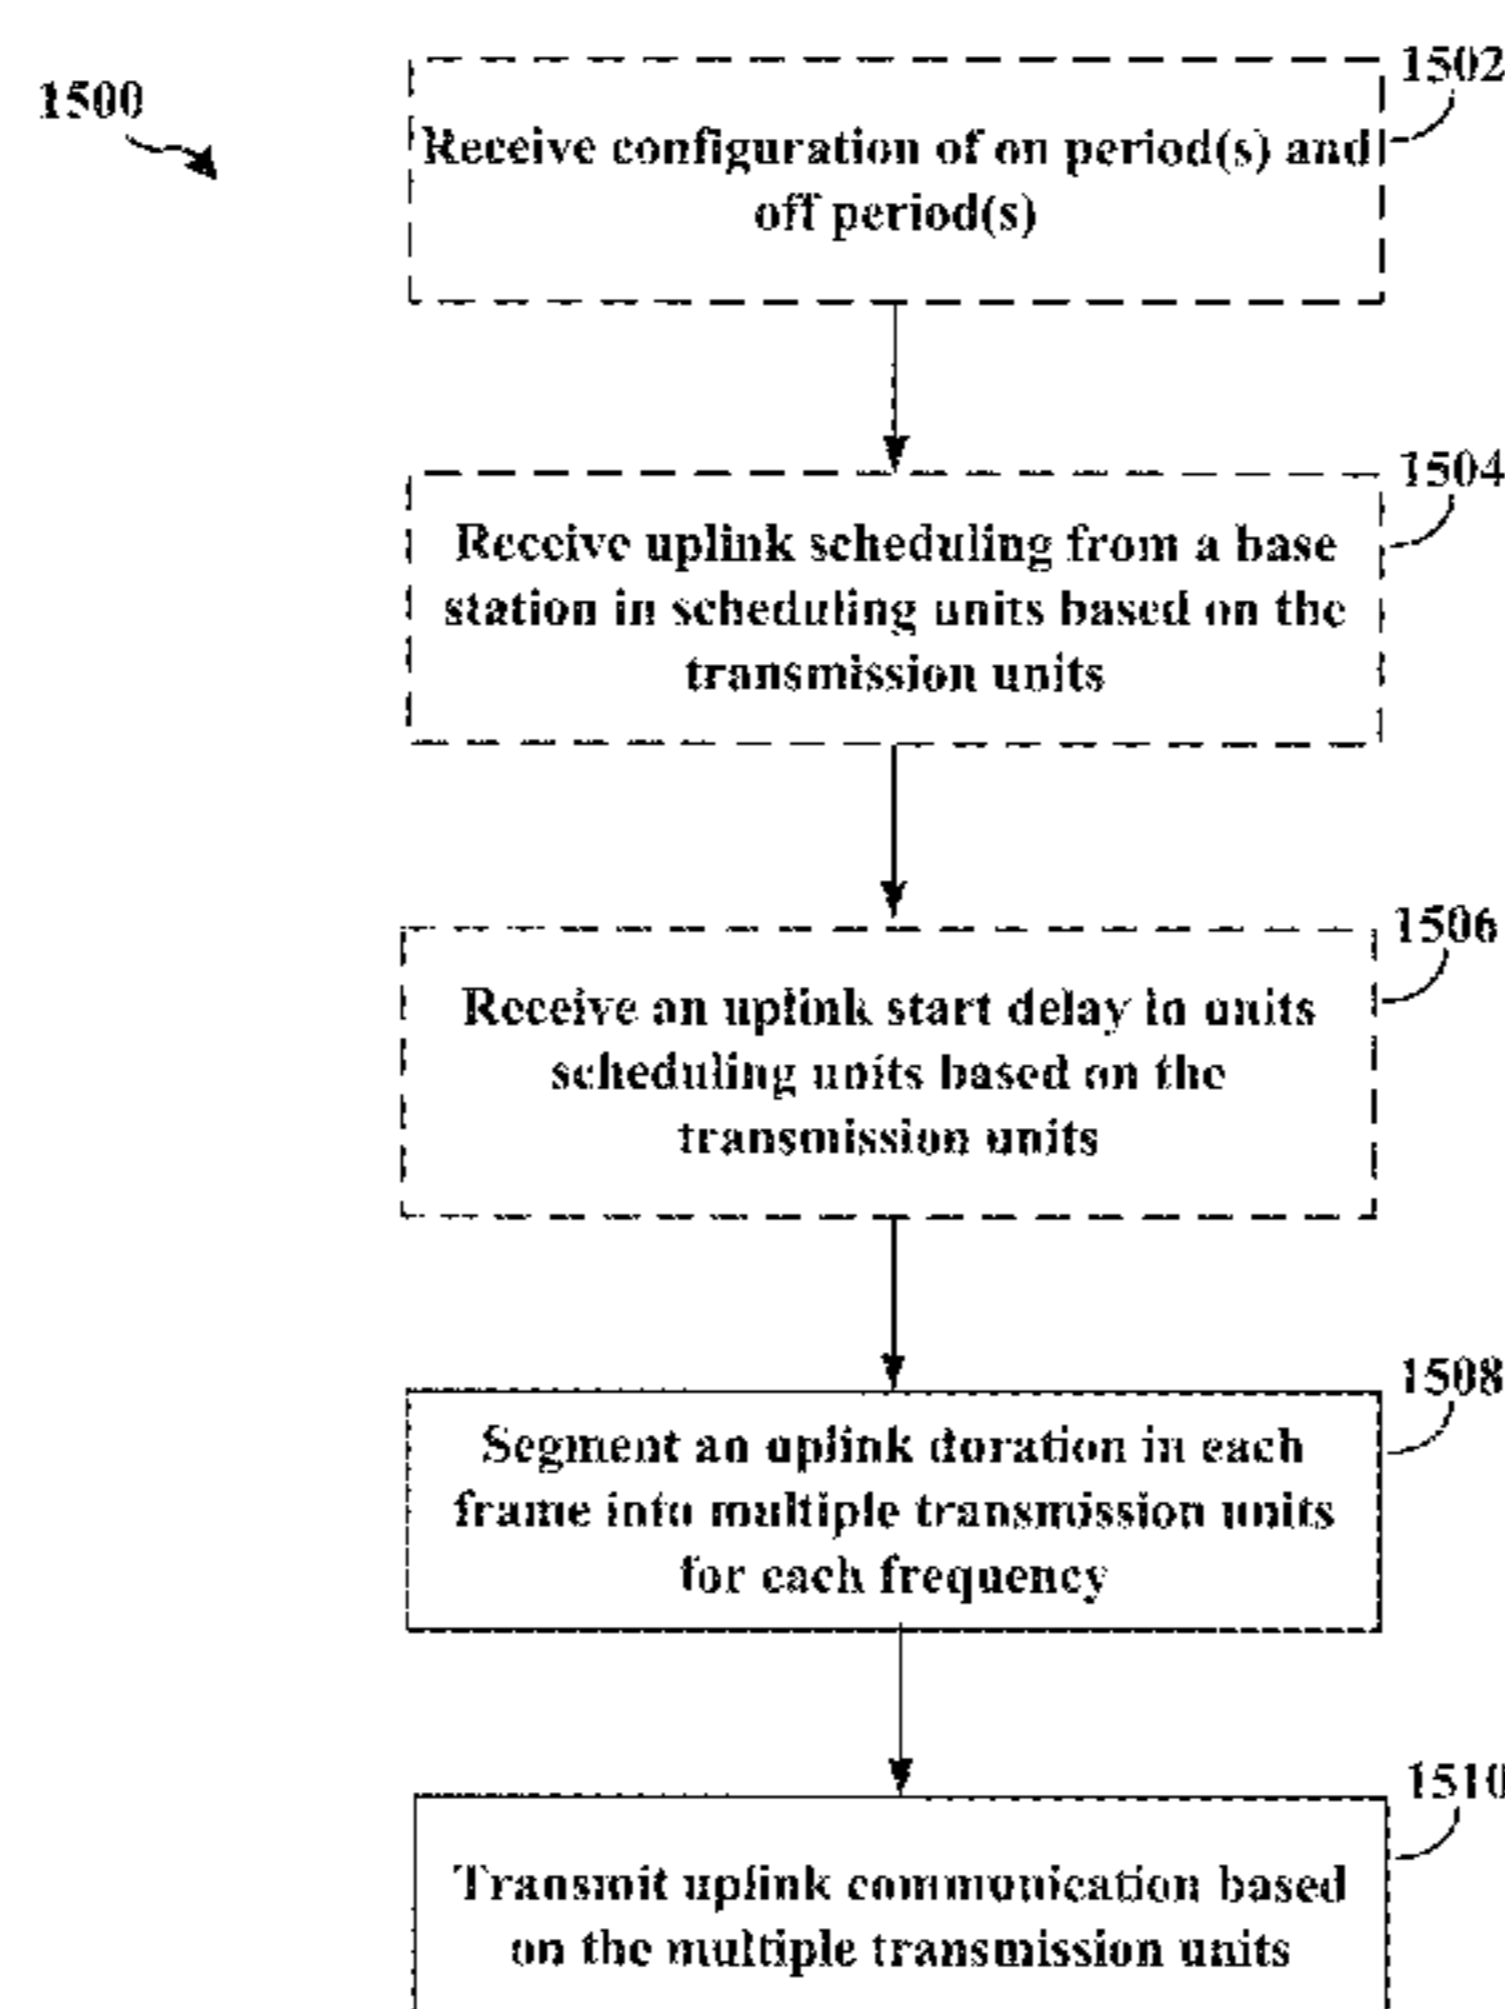 1500
1502
Receive configuration of on period(s) and
off period(s)
1504
Receive uplink scheduling from a base
station in scheduling units based on the
transmission units
1506
Receive an uplink start delay in units
scheduling units based on the
transmission units
1508
Segment an uplink duration in each
frame into multiple transmission units
for each frequency
1510
Transmit uplink communication based
on the multiple transmission units